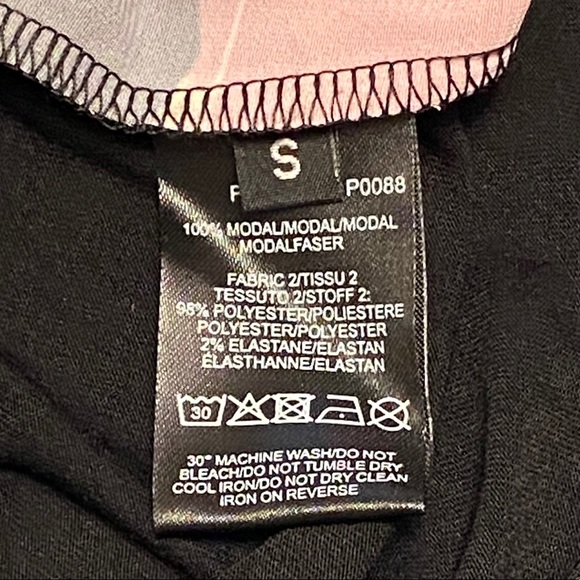 S
P0088
100% MODAL/MODAL/MODAL
MODALFASER
FABRIC 2/TISSU 2
TESSUTO 2/STOFF 2:
98% POLYESTER/POLIESTERE
POLYESTER/POLYESTER
2% ELASTANE/ELASTAN
ELASTHANNE/ELASTAN
30
30° MACHINE WASH/DO NOT
BLEACH/DO NOT TUMBLE DRY
COOL IRON/DO NOT DRY CLEAN
IRON ON REVERSE